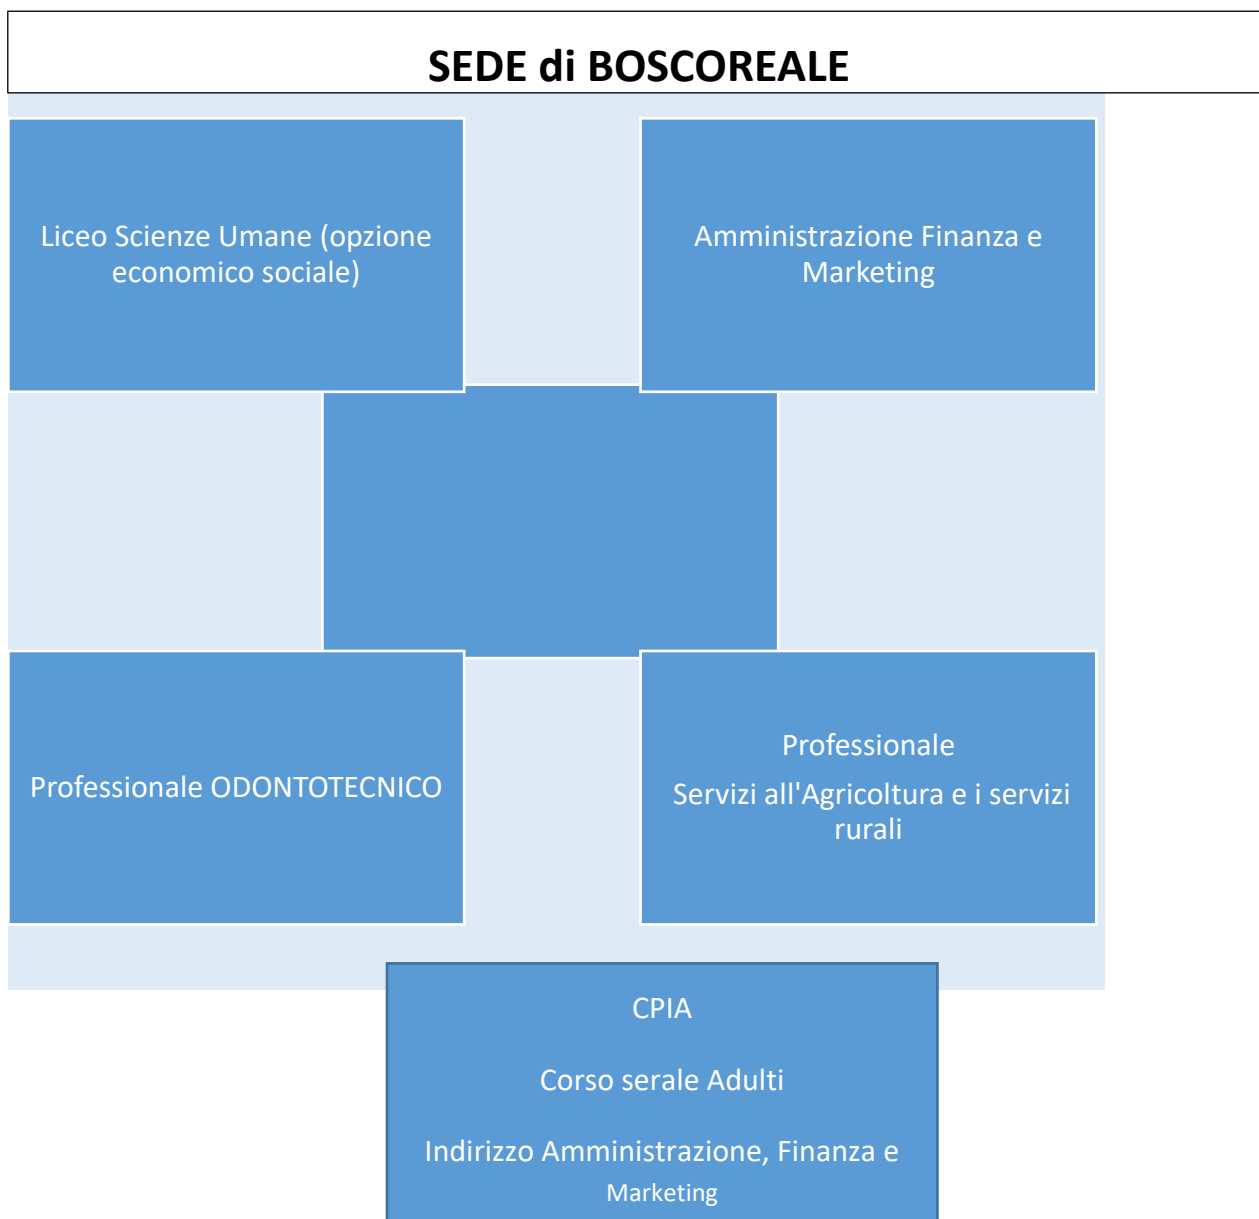 SEDE di BOSCOREALE
Liceo Scienze Umane (opzione
economico sociale)
Amministrazione Finanza e
Marketing
Professionale ODONTOTECNICO
Professionale
Servizi all'Agricoltura e i servizi
rurali
CPIA
Corso serale Adulti
Indirizzo Amministrazione, Finanza e
Marketing